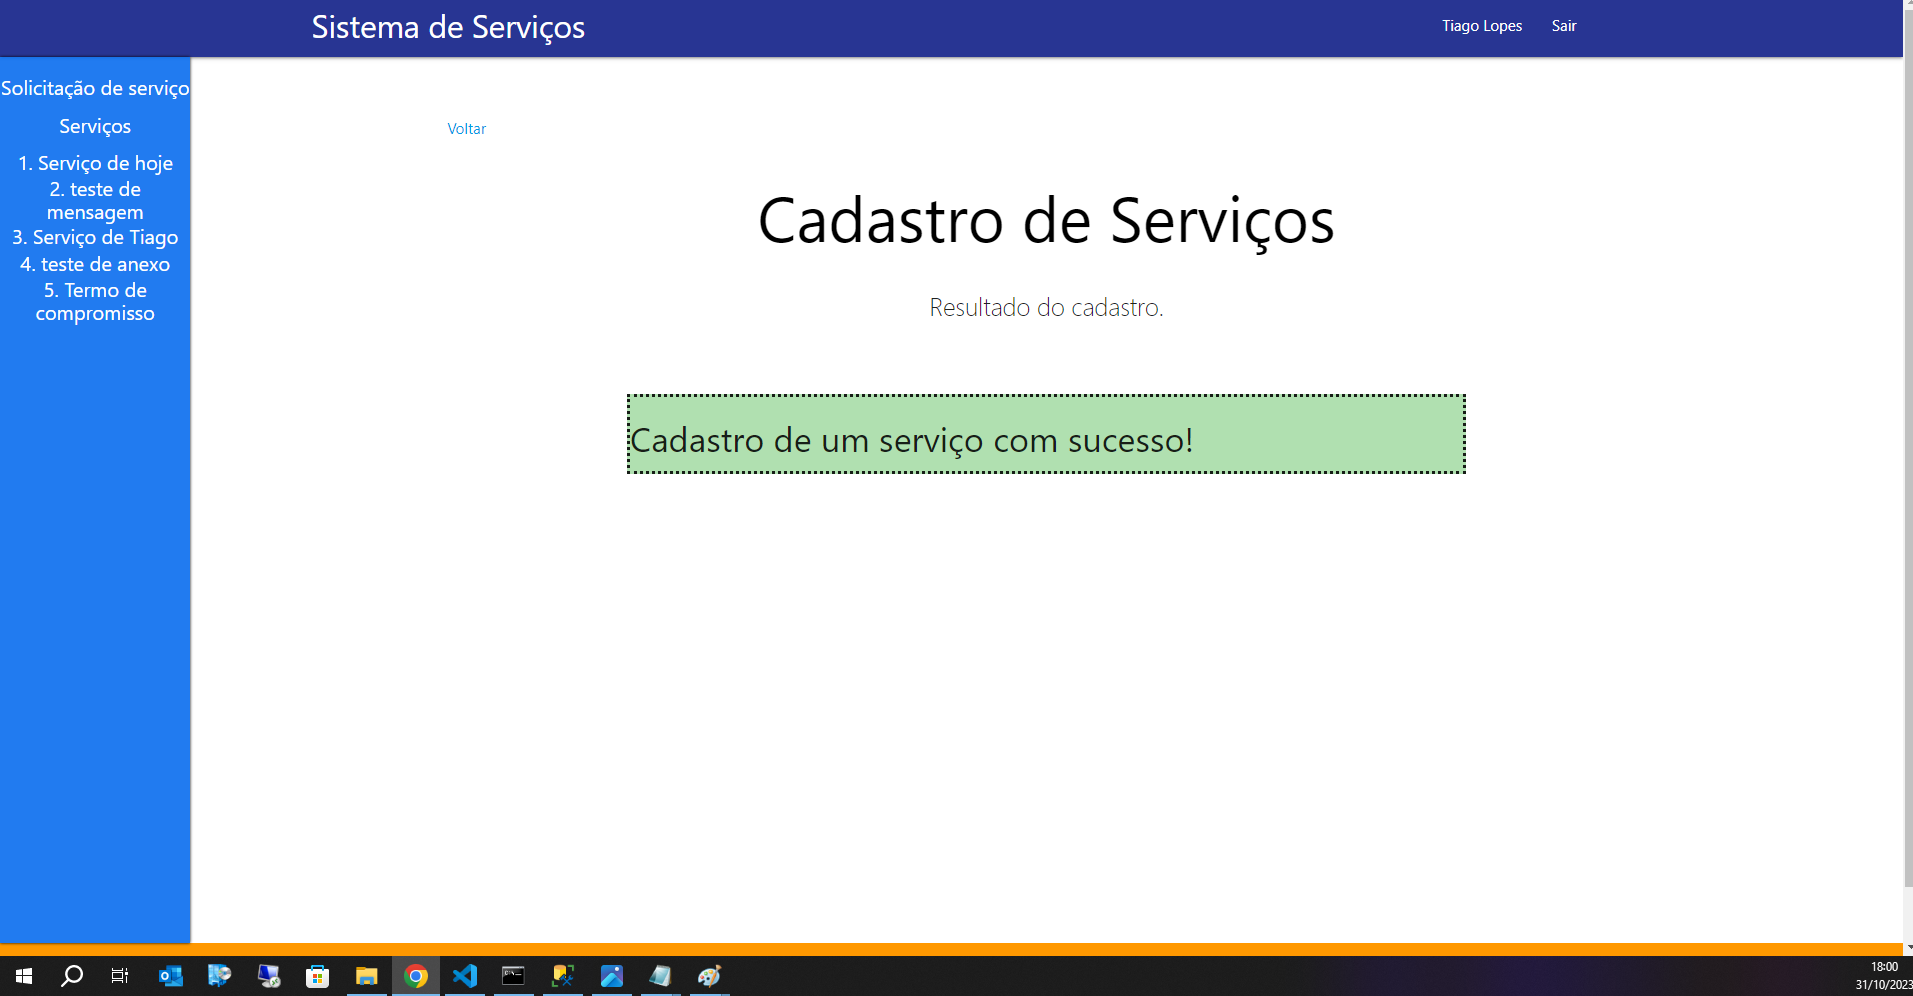 Sistema de Serviços
Tiago Lopes
Sair
Solicitação de serviço
Serviços
1. Serviço de hoje
2. teste de
mensagem
3. Serviço de Tiago
4. teste de anexo
5. Termo de
compromisso
Voltar
Cadastro de Serviços
Resultado do cadastro.
Cadastro de um serviço com sucesso!
18:00
31/10/2023